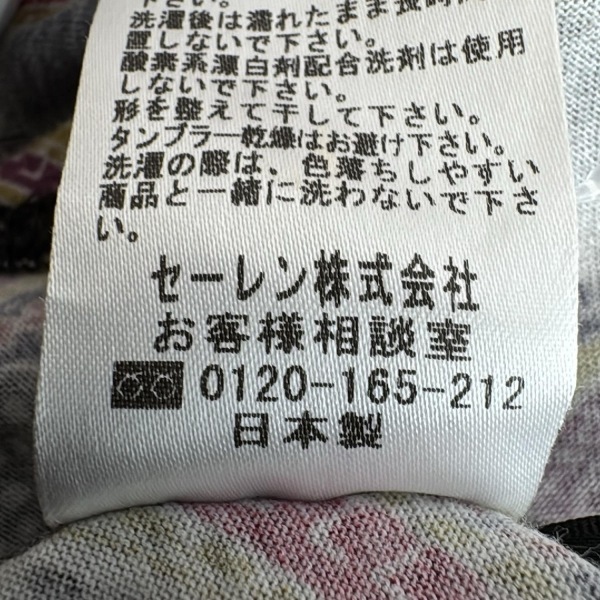 下さい。
洗濯後は濡れたまま長時間
置しないで下さい。
酸素系漂白剤配合洗剤は使用
しないで下さい。
形を整えて干して下さい。
タンブラー乾燥はお避け下さい。
洗濯の際は、色落ちしやすい
商品と一緒に洗わないで下さ
い。
セーレン株式会社
お客様相談室
0120-165-212
日本製